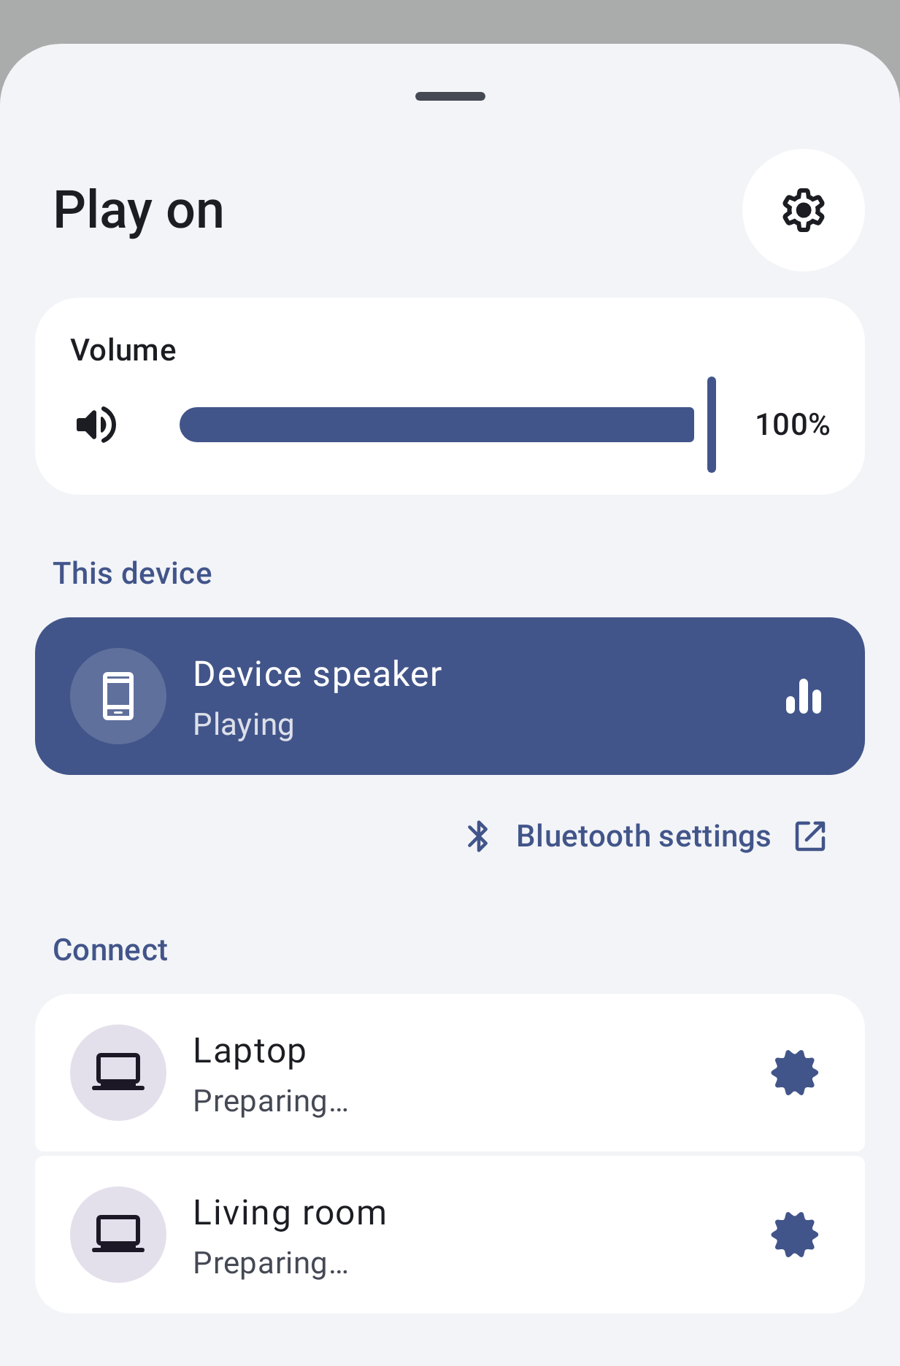 Play on
Volume
100%
This device
Device speaker
Playing
Bluetooth settings
Connect
Laptop
Preparing…
Living room
Preparing…